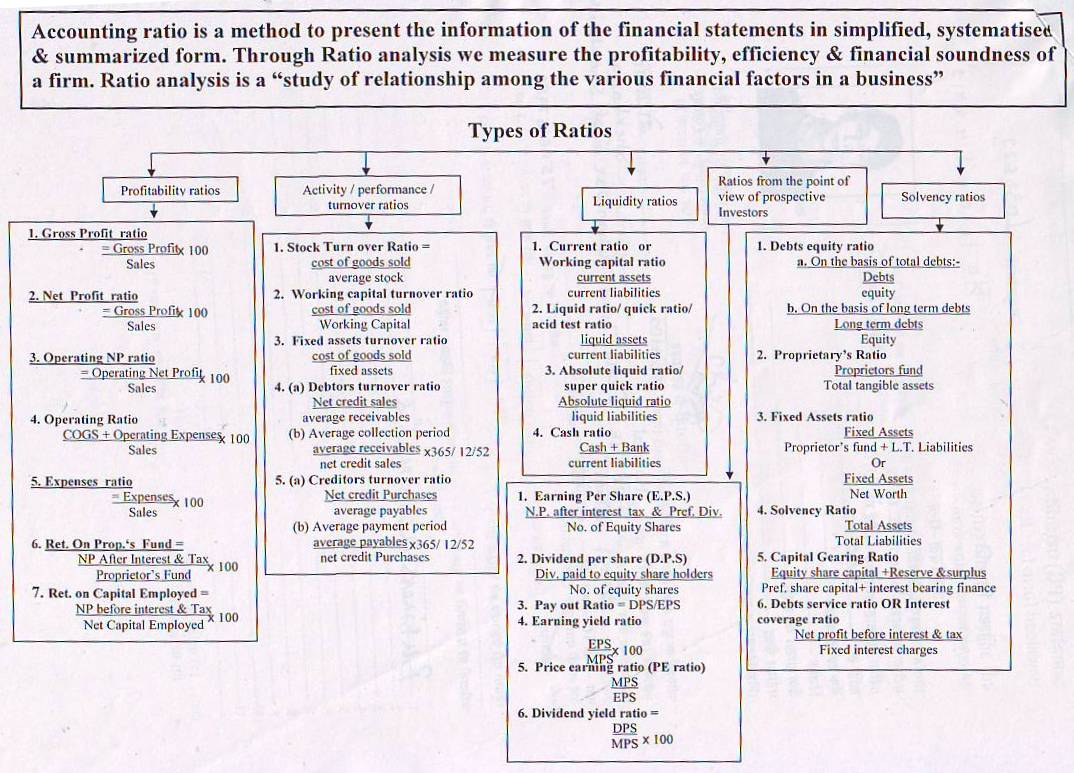 Accounting ratio is a method to present the information of the financial statements in simplified, systematised
& summarized form. Through Ratio analysis we measure the profitability, efficiency & financial soundness of
a firm. Ratio analysis is a “study of relationship among the various financial factors in a business”
Types of Ratios
Profitability ratios
1. Gross Profit ratio
= Gross Profit x 100
Sales
2. Net Profit ratio
= Gross Profit x 100
Sales
3. Operating NP ratio
= Operating Net Profit x 100
Sales
4. Operating Ratio
COGS + Operating Expenses x 100
Sales
5. Expenses ratio
= Expenses x 100
Sales
6. Ret. On Prop.‘s Fund =
NP After Interest & Tax x 100
Proprietor’s Fund
7. Ret. on Capital Employed =
NP before interest & Tax x 100
Net Capital Employed
Activity / performance /
turnover ratios
1. Stock Turn over Ratio =
cost of goods sold
average stock
2. Working capital turnover ratio
cost of goods sold
Working Capital
3. Fixed assets turnover ratio
cost of goods sold
fixed assets
4. (a) Debtors turnover ratio
Net credit sales
average receivables
(b) Average collection period
average receivables x365/ 12/52
net credit sales
5. (a) Creditors turnover ratio
Net credit Purchases
average payables
(b) Average payment period
average payables x365/ 12/52
net credit Purchases
Liquidity ratios
1. Current ratio or
Working capital ratio
current assets
current liabilities
2. Liquid ratio/ quick ratio/
acid test ratio
liquid assets
current liabilities
3. Absolute liquid ratio/
super quick ratio
Absolute liquid ratio
liquid liabilities
4. Cash ratio
Cash + Bank
current liabilities
Ratios from the point of
view of prospective
Investors
1. Earning Per Share (E.P.S.)
N.P. after interest tax & Pref. Div.
No. of Equity Shares
2. Dividend per share (D.P.S)
Div. paid to equity share holders
No. of equity shares
3. Pay out Ratio = DPS/EPS
4. Earning yield ratio
EPS x 100
MPS
5. Price earning ratio (PE ratio)
MPS
EPS
6. Dividend yield ratio =
DPS
MPS x 100
Solvency ratios
1. Debts equity ratio
a. On the basis of total debts:-
Debts
equity
b. On the basis of long term debts
Long term debts
Equity
2. Proprietary’s Ratio
Proprietors fund
Total tangible assets
3. Fixed Assets ratio
Fixed Assets
Proprietor’s fund + L.T. Liabilities
Or
Fixed Assets
Net Worth
4. Solvency Ratio
Total Assets
Total Liabilities
5. Capital Gearing Ratio
Equity share capital +Reserve &surplus
Pref. share capital+ interest bearing finance
6. Debts service ratio OR Interest
coverage ratio
Net profit before interest & tax
Fixed interest charges